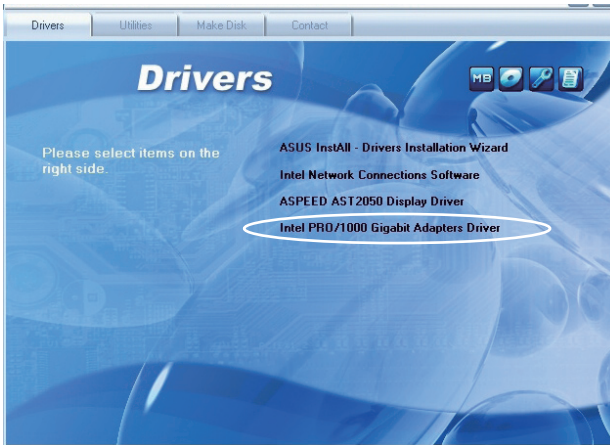 Drivers
Utilities
Make Disk
Contact
Drivers
MB
Please select items on the
right side.
ASUS InstAll - Drivers Installation Wizard
Intel Network Connections Software
ASPEED AST2050 Display Driver
Intel PRO/1000 Gigabit Adapters Driver